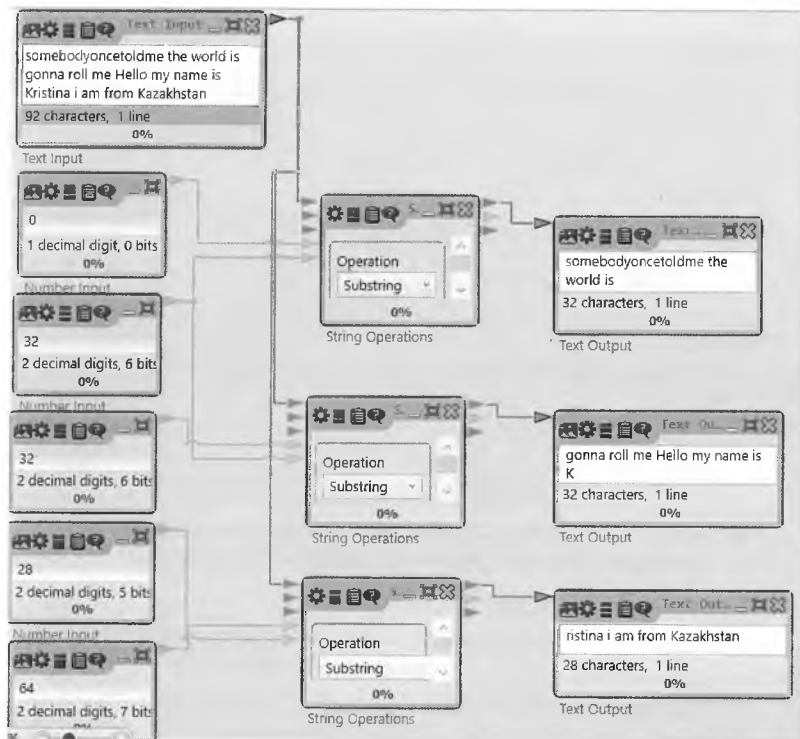 Text Input
somebodyoncetoldme the world is
gonna roll me Hello my name is
Kristina i am from Kazakhstan
92 characters, 1 line
0%
Text Input
0
1 decimal digit, 0 bits
0%
Number Input
32
2 decimal digits, 6 bits
0%
Number Input
32
2 decimal digits, 6 bits
0%
28
2 decimal digits, 5 bits
0%
Number Input
64
2 decimal digits, 7 bits
S...
Operation
Substring
0%
String Operations
S...
Operation
Substring
0%
String Operations
Operation
Substring
0%
String Operations
Text...
somebodyoncetoldme the
world is
32 characters, 1 line
0%
Text Output
Text Ou...
gonna roll me Hello my name is
K
32 characters, 1 line
0%
Text Output
Text Out...
ristina i am from Kazakhstan
28 characters, 1 line
0%
Text Output